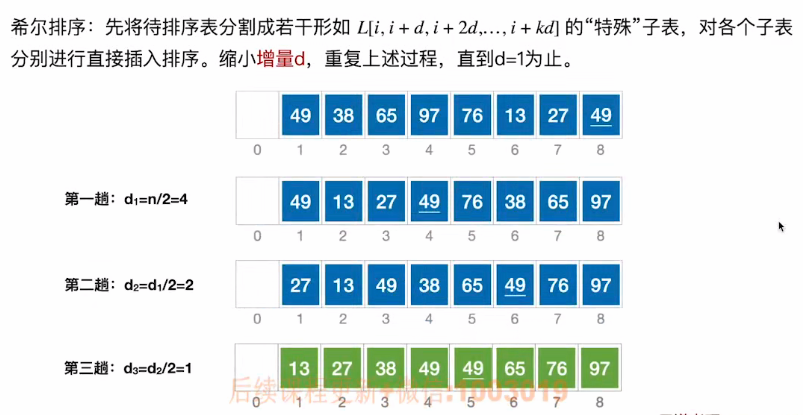 希尔排序：先将待排序表分割成若干形如 L[i, i + d, i + 2d,…, i + kd] 的“特殊”子表，对各个子表
分别进行直接插入排序。缩小增量d，重复上述过程，直到d=1为止。
49 38 65 97 76 13 27 49
0 1 2 3 4 5 6 7 8
第一趟：d₁=n/2=4
49 13 27 49 76 38 65 97
0 1 2 3 4 5 6 7 8
第二趟：d₂=d₁/2=2
27 13 49 38 65 49 76 97
0 1 2 3 4 5 6 7 8
第三趟：d₃=d₂/2=1
13 27 38 49 49 65 76 97
后续课程更新+微信:1003019
0 1 2 3 4 5 6 7 8